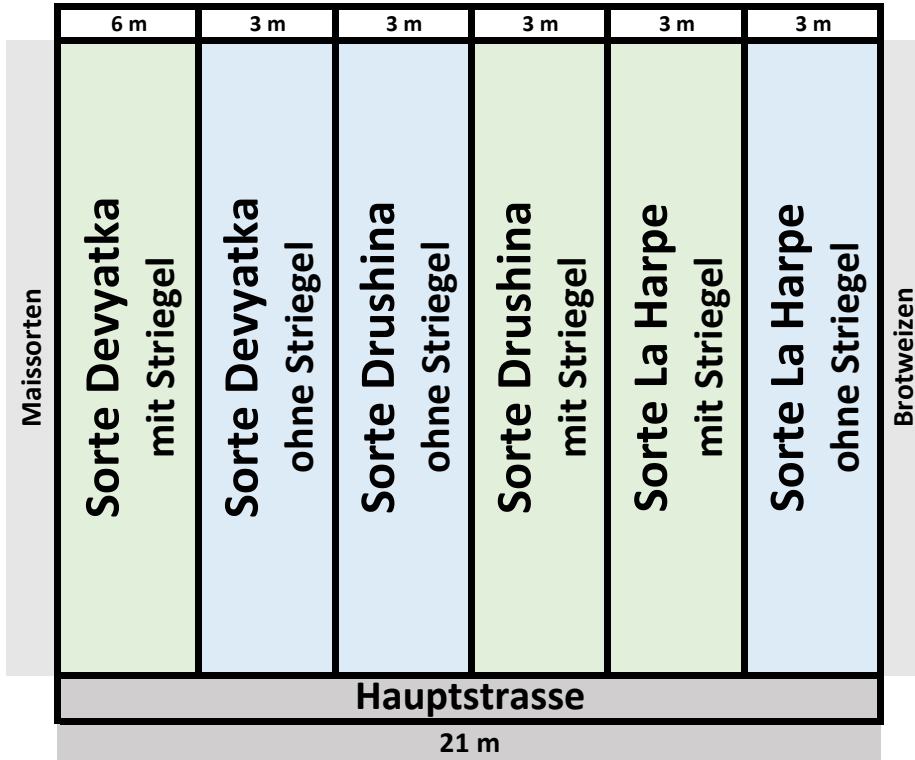 6 m
3 m
3 m
3 m
3 m
3 m
Maissorten
Sorte Devyatka
mit Striegel
Sorte Devyatka
ohne Striegel
Sorte Drushina
ohne Striegel
Sorte Drushina
mit Striegel
Sorte La Harpe
mit Striegel
Sorte La Harpe
ohne Striegel
Brotweizen
Hauptstrasse
21 m